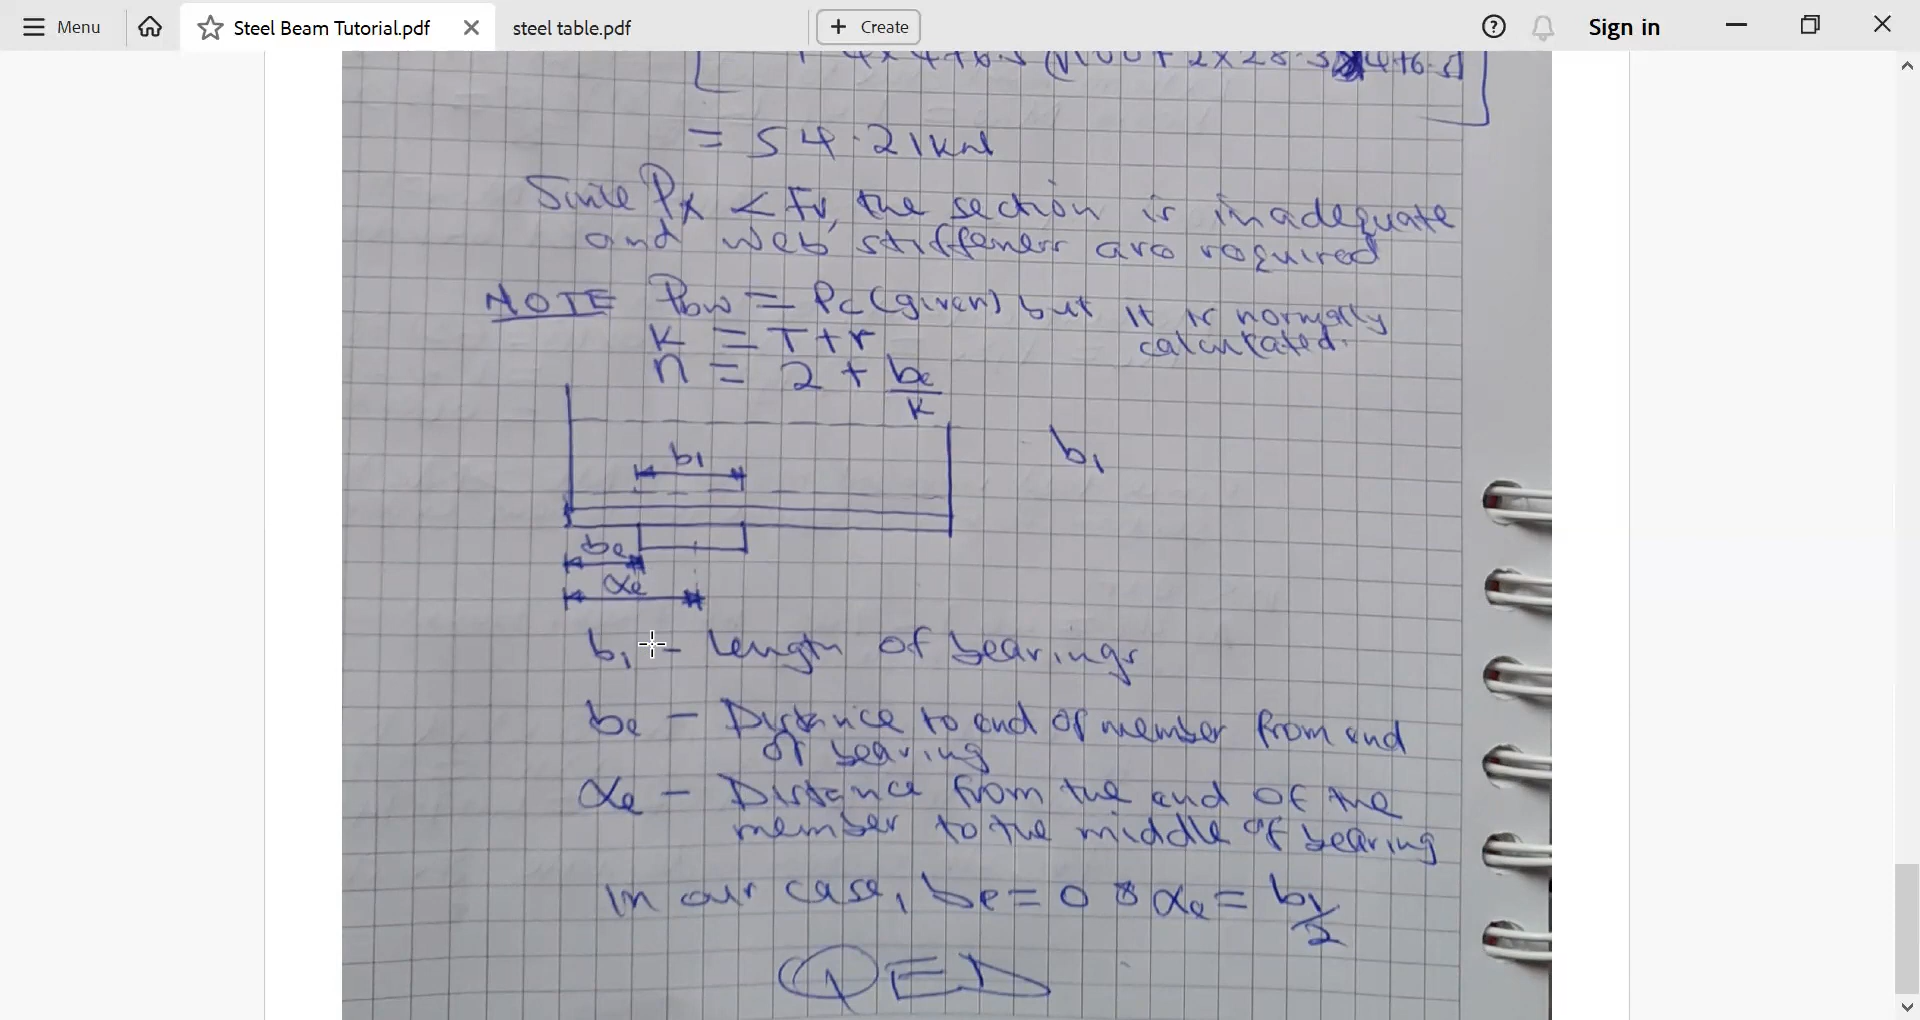 Menu
Steel Beam Tutorial.pdf
steel table.pdf
Create
Sign in
= 54.21kN
Since Px < Fv, the section is inadequate
and web stiffeners are required
NOTE Pbw = Pc (given) but it is normally
calculated.
k = T + r
n = 2 + be/k
b1
b1
be
αe
b1 - length of bearings
be - Distance to end of member from end
of bearing
αe - Distance from the end of the
member to the middle of bearing
in our case, be = 0 & αe = b1/2
QED